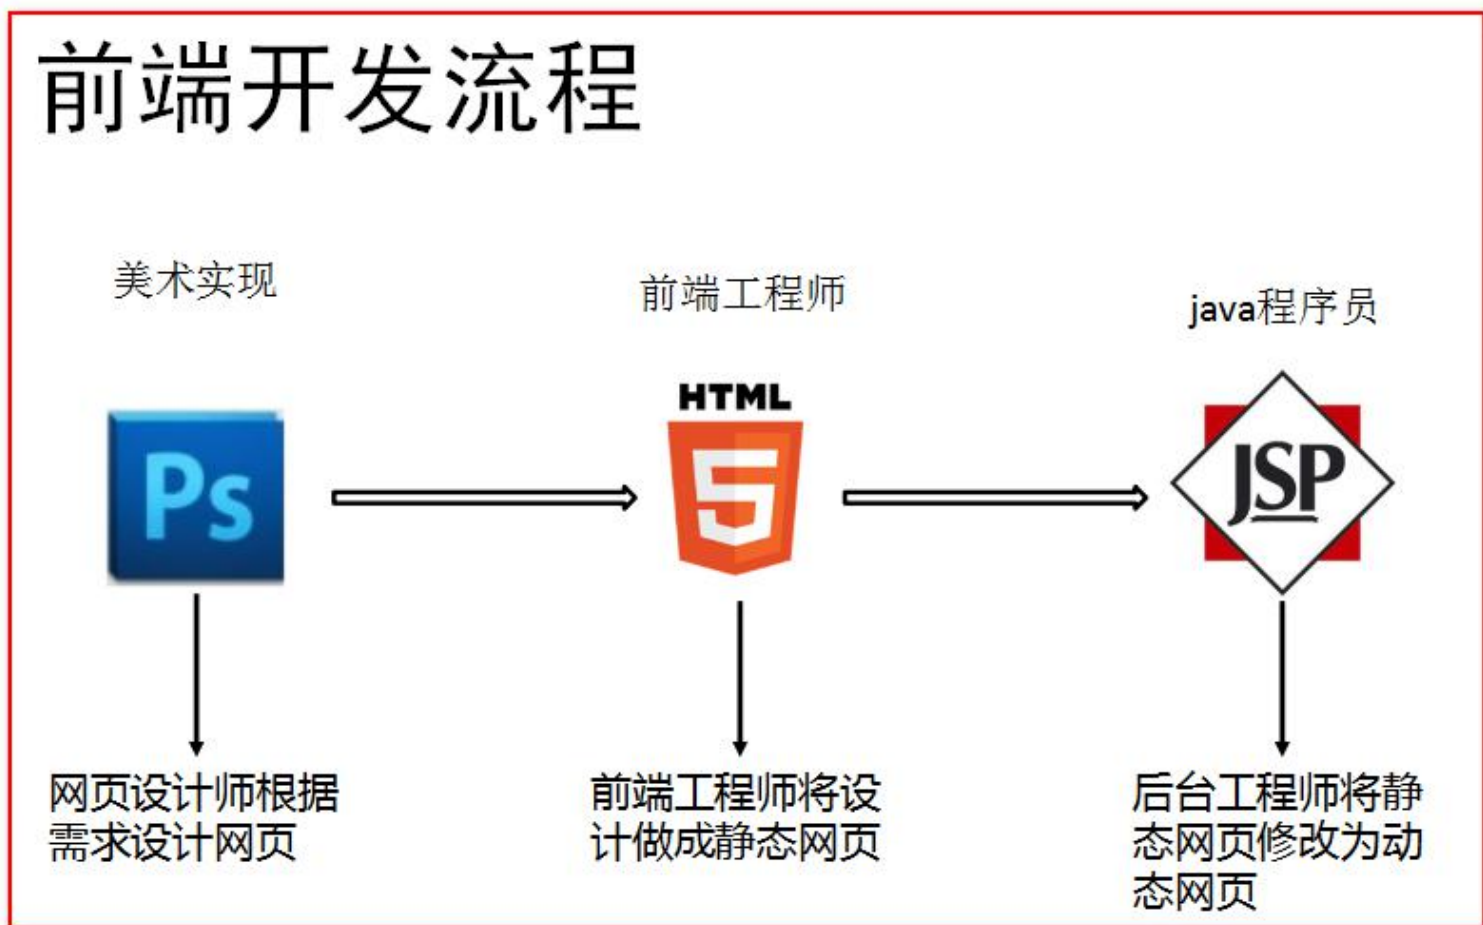 前端开发流程
美术实现
前端工程师
java程序员
Ps
HTML
5
JSP
网页设计师根据
需求设计网页
前端工程师将设
计做成静态网页
后台工程师将静
态网页修改为动
态网页